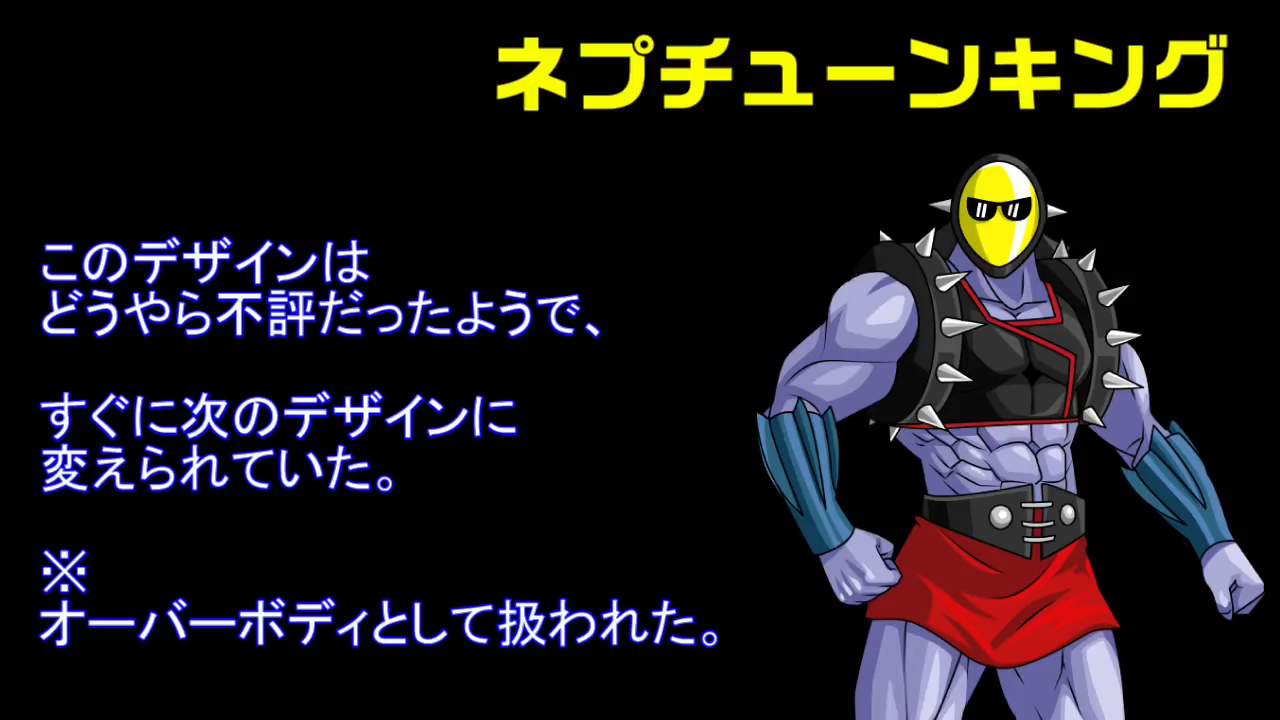 ネプチューンキング
このデザインは
どうやら不評だったようで、
すぐに次のデザインに
変えられていた。
※
オーバーボディとして扱われた。